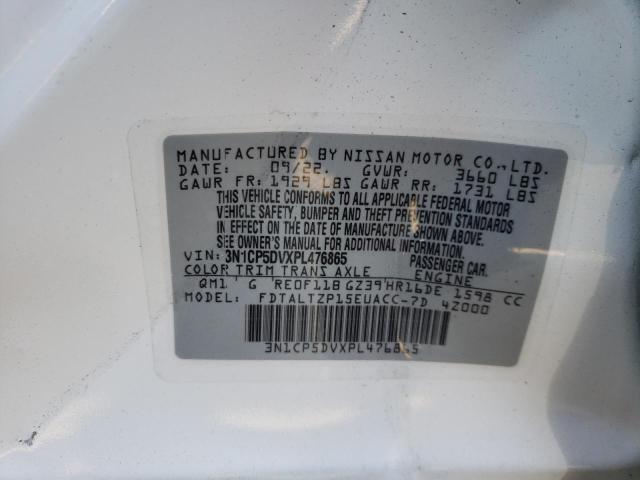 MANUFACTURED BY NISSAN MOTOR CO., LTD.
DATE: 09/22. GVWR: 3660 LBS
GAWR FR: 1929 LBS GAWR RR: 1731 LBS
THIS VEHICLE CONFORMS TO ALL APPLICABLE FEDERAL MOTOR
VEHICLE SAFETY, BUMPER AND THEFT PREVENTION STANDARDS
IN EFFECT ON THE DATE OF MANUFACTURE SHOWN ABOVE.
SEE OWNER'S MANUAL FOR ADDITIONAL INFORMATION.
VIN: 3N1CP5DVXPL476865 PASSENGER CAR.
COLOR TRIM TRANS AXLE ENGINE
QM1 G RE0F11B GZ39 HR16DE 1598 CC
MODEL: FDTALTZP15EUACC-7D 4Z000
3N1CP5DVXPL476865